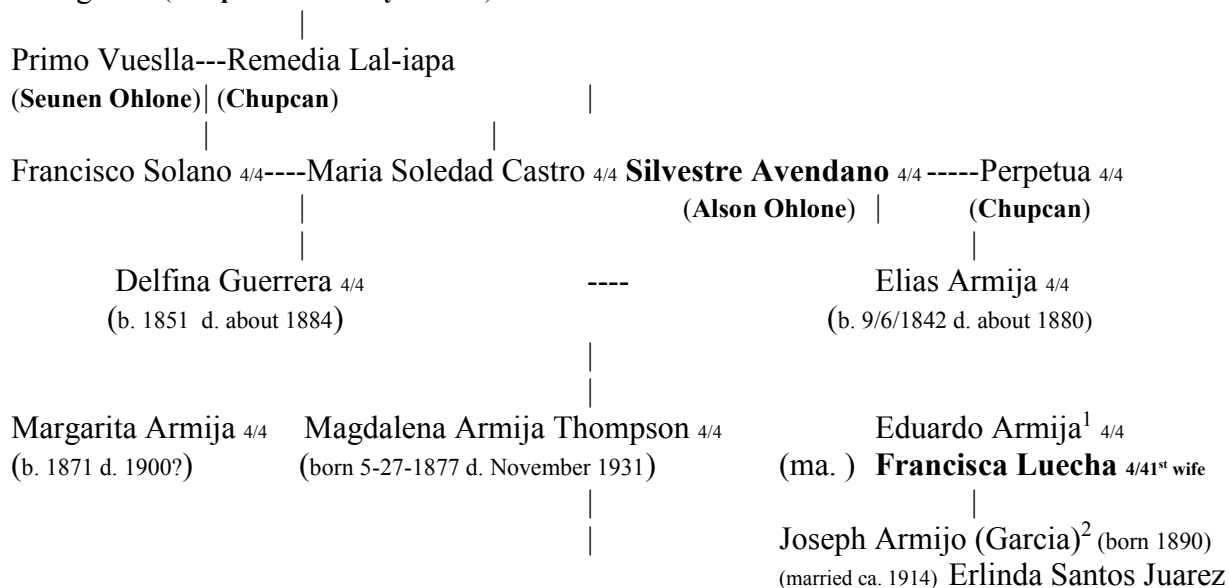 |
Primo Vueslla---Remedia Lal-iapa
(Seunen Ohlone)| (Chupcan) |
| |
Francisco Solano 4/4----Maria Soledad Castro 4/4 Silvestre Avendano 4/4 -----Perpetua 4/4
| (Alson Ohlone) | (Chupcan)
| |
Delfina Guerrera 4/4 ---- Elias Armija 4/4
(b. 1851 d. about 1884) (b. 9/6/1842 d. about 1880)
|
|
Margarita Armija 4/4 Magdalena Armija Thompson 4/4 Eduardo Armija1 4/4
(b. 1871 d. 1900?) (born 5-27-1877 d. November 1931) (ma. ) Francisca Luecha 4/41st wife
| |
| Joseph Armijo (Garcia)2 (born 1890)
(married ca. 1914) Erlinda Santos Juarez